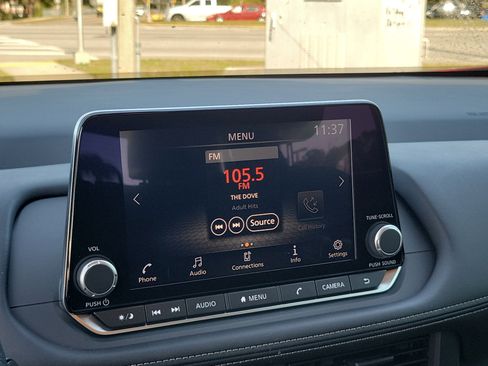 MENU
11:37
FM
105.5
FM
THE DOVE
Adult Hits
Source
Call History
Phone
Audio
Connections
Info
Settings
VOL
PUSH
TUNE·SCROLL
PUSH SOUND
AUDIO
MENU
CAMERA